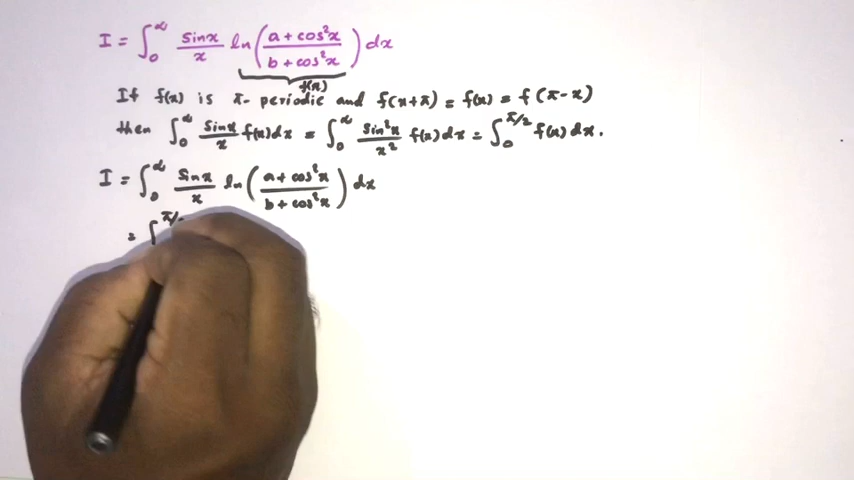 I = ∫₀^∞ sinx/x ln(a + cos²x / b + cos²x) dx
f(x)
If f(x) is π- periodic and f(x+π) = f(x) = f(π-x)
then ∫₀^∞ sinx/x f(x)dx = ∫₀^∞ sin²x/x² f(x)dx = ∫₀^π/2 f(x)dx.
I = ∫₀^∞ sinx/x ln(a + cos²x / b + cos²x) dx
= ∫ π/